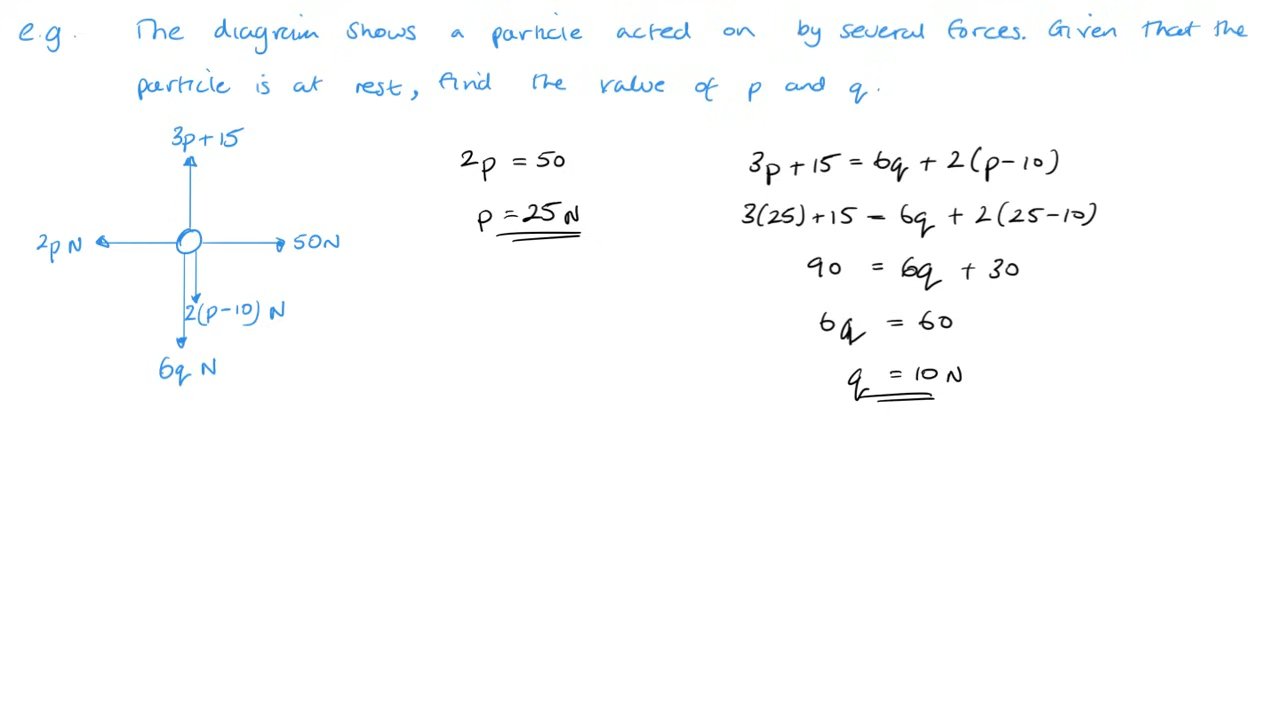 e.g. The diagram shows a particle acted on by several forces. Given that the
particle is at rest, find the value of p and q.
3p+15
2p N
50N
2(p-10) N
6q N
2p = 50
p = 25 N
3p + 15 = 6q + 2(p-10)
3(25) + 15 = 6q + 2(25-10)
90 = 6q + 30
6q = 60
q = 10 N